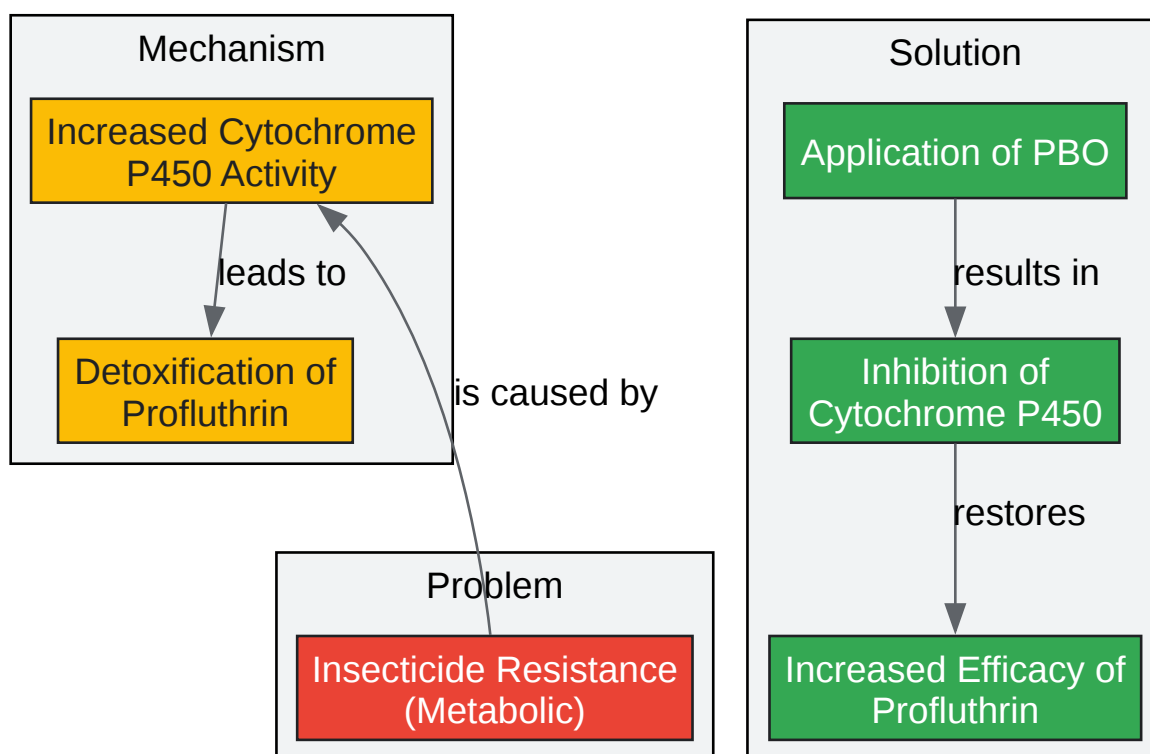 Mechanism
Increased Cytochrome
P450 Activity
leads to
Detoxification of
Profluthrin
is caused by
Problem
Insecticide Resistance
(Metabolic)
Solution
Application of PBO
results in
Inhibition of
Cytochrome P450
restores
Increased Efficacy of
Profluthrin